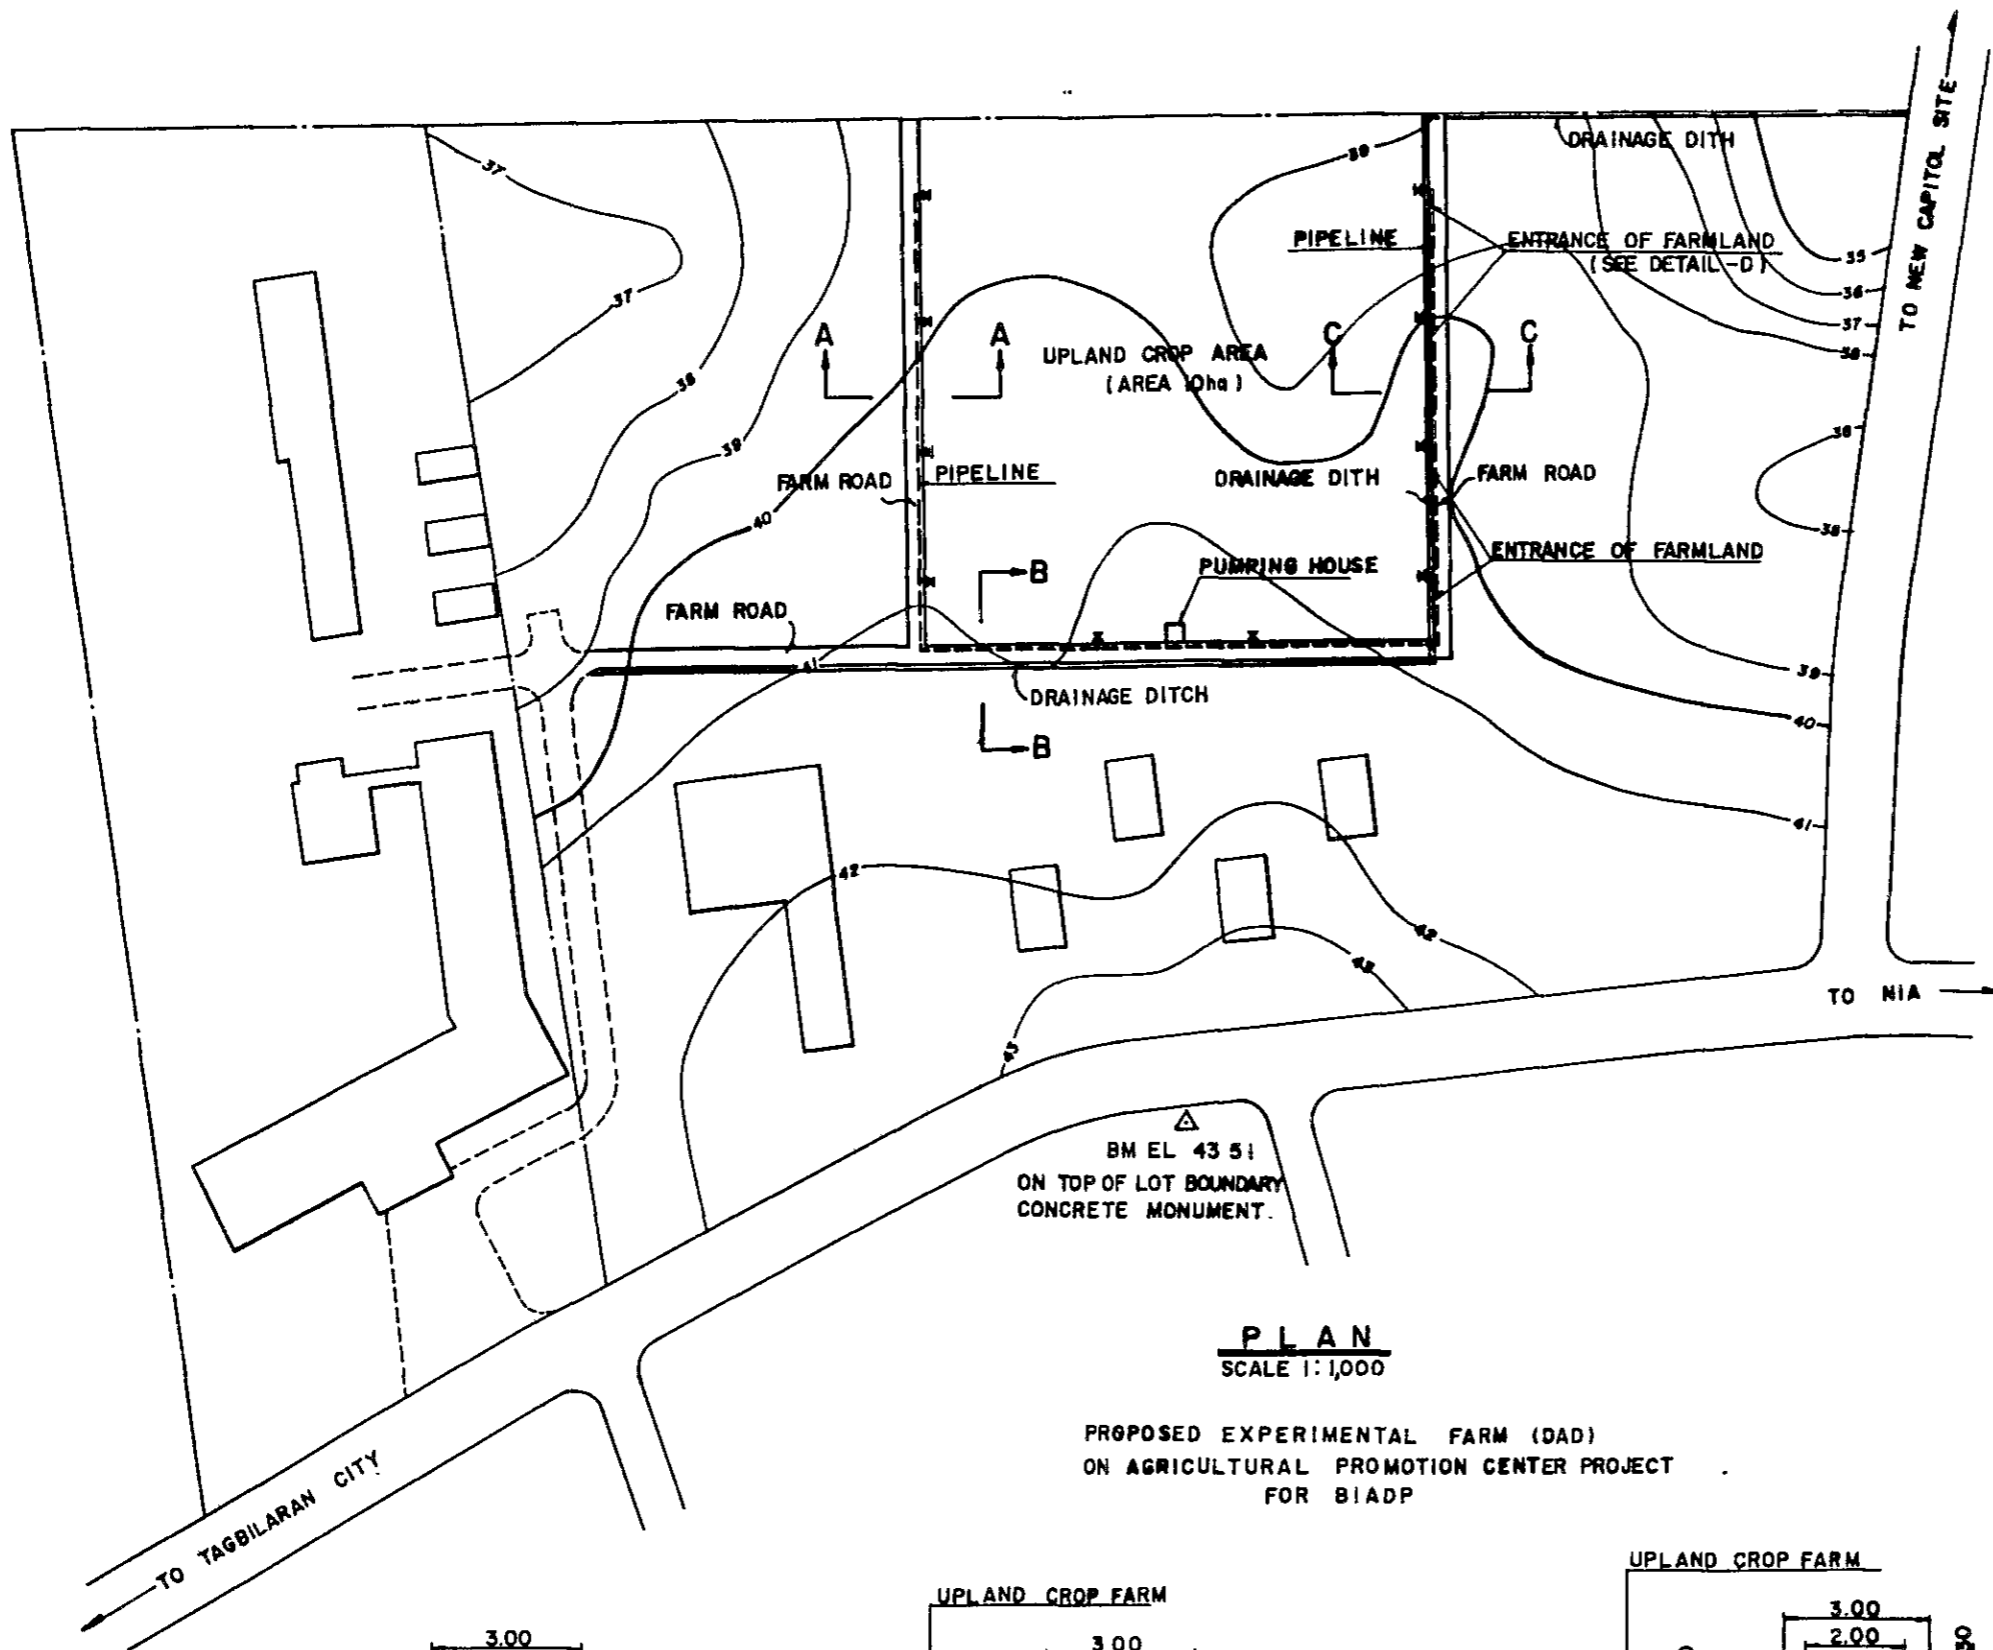 DRAINAGE DITH
TO NEW CAPITOL SITE
37
39
PIPELINE
ENTRANCE OF FARMLAND
(SEE DETAIL-D)
35
36
37
38
37
A
A
C
C
UPLAND CROP AREA
(AREA 1.0ha)
38
39
38
FARM ROAD
PIPELINE
DRAINAGE DITH
FARM ROAD
40
38
ENTRANCE OF FARMLAND
B
PUMPING HOUSE
FARM ROAD
41
39
DRAINAGE DITCH
40
B
41
42
42
43
TO NIA
43
BM EL 43 51
ON TOP OF LOT BOUNDARY
CONCRETE MONUMENT.
PLAN
SCALE 1:1,000
PROPOSED EXPERIMENTAL FARM (DAD)
ON AGRICULTURAL PROMOTION CENTER PROJECT
FOR BIADP
TO TAGBILARAN CITY
UPLAND CROP FARM
UPLAND CROP FARM
3.00
3.00
3.00
2.00